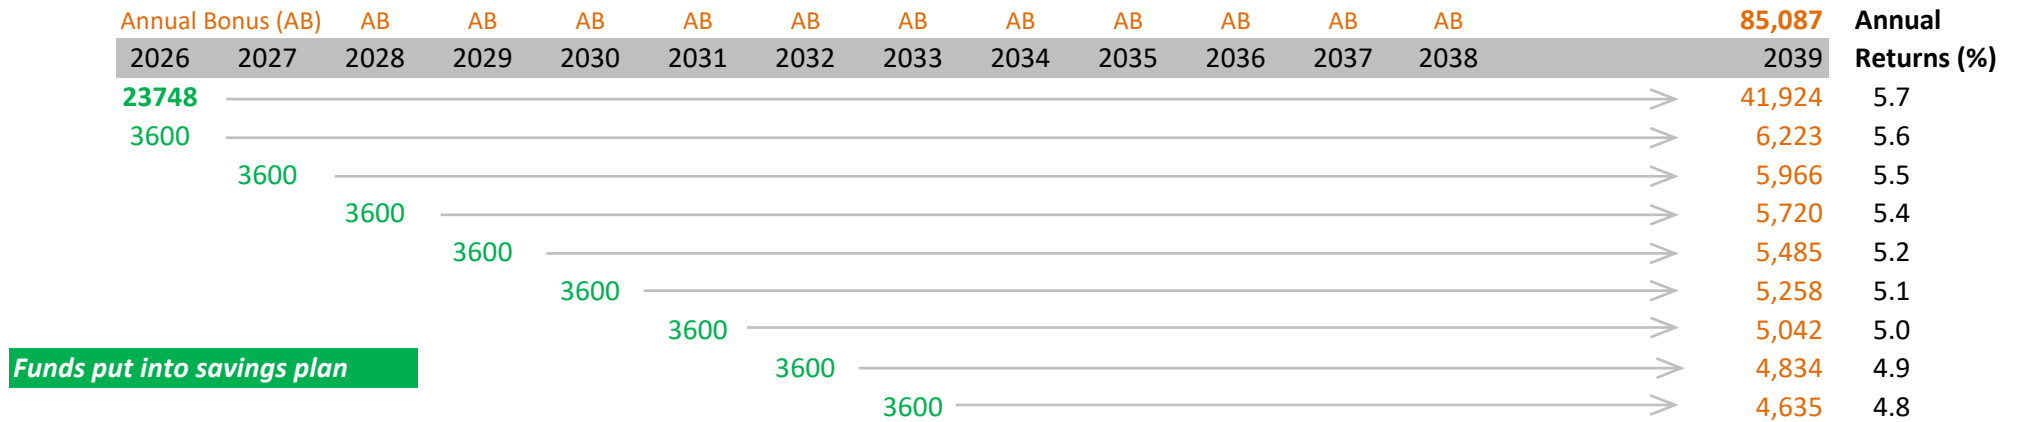 Annual Bonus (AB) AB AB AB AB AB AB AB AB AB AB AB 85,087 Annual
2026 2027 2028 2029 2030 2031 2032 2033 2034 2035 2036 2037 2038 2039 Returns (%)
23748 41,924 5.7
3600 6,223 5.6
3600 5,966 5.5
3600 5,720 5.4
3600 5,485 5.2
3600 5,258 5.1
3600 5,042 5.0
Funds put into savings plan 3600 4,834 4.9
3600 4,635 4.8